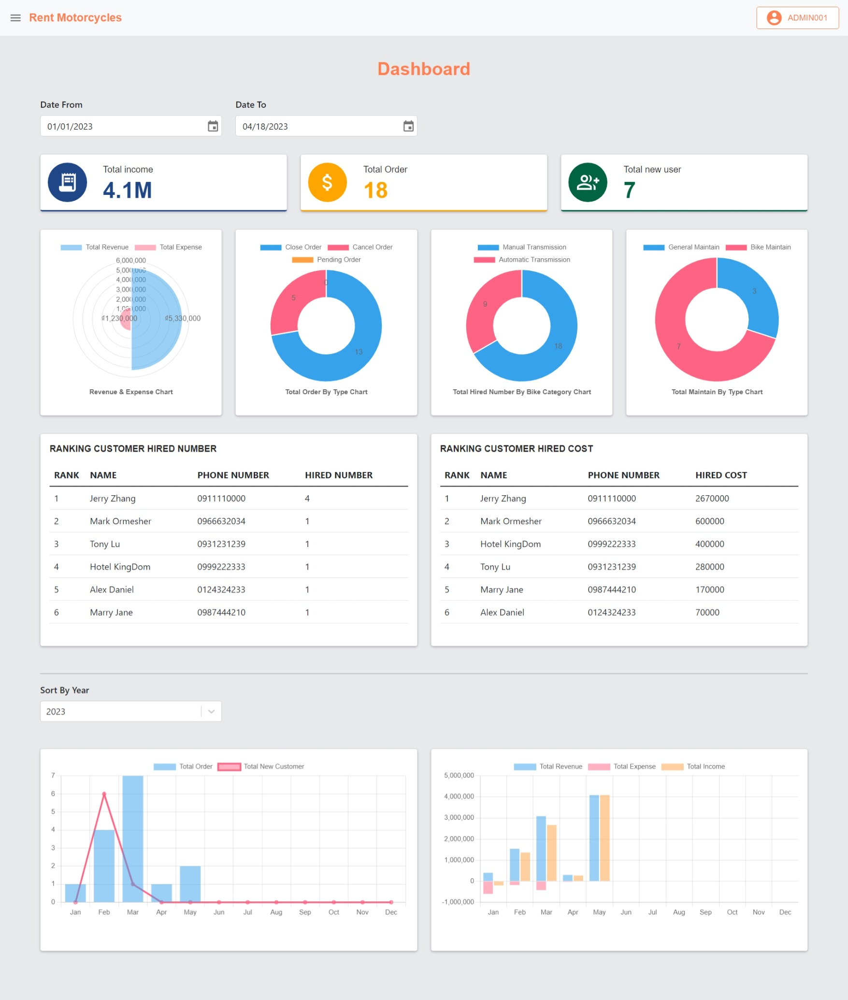 Rent Motorcycles
ADMIN001
Dashboard
Date From
Date To
01/01/2023
04/18/2023
Total income
4.1M
Total Order
18
Total new user
7
Total Revenue Total Expense
6,000,000
5,000,000
4,000,000
3,000,000
2,000,000
1,000,000
₫1,230,000
₫5,330,000
Revenue & Expense Chart
Close Order Cancel Order
Pending Order
0
5
13
Total Order By Type Chart
Manual Transmission
Automatic Transmission
9
18
Total Hired Number By Bike Category Chart
General Maintain Bike Maintain
3
7
Total Maintain By Type Chart
RANKING CUSTOMER HIRED NUMBER
RANK NAME PHONE NUMBER HIRED NUMBER
1 Jerry Zhang 0911110000 4
2 Mark Ormesher 0966632034 1
3 Tony Lu 0931231239 1
4 Hotel KingDom 0999222333 1
5 Alex Daniel 0124324233 1
6 Marry Jane 0987444210 1
RANKING CUSTOMER HIRED COST
RANK NAME PHONE NUMBER HIRED COST
1 Jerry Zhang 0911110000 2670000
2 Mark Ormesher 0966632034 600000
3 Hotel KingDom 0999222333 400000
4 Tony Lu 0931231239 280000
5 Marry Jane 0987444210 170000
6 Alex Daniel 0124324233 70000
Sort By Year
2023
Total Order Total New Customer
7
6
5
4
3
2
1
0
Jan Feb Mar Apr May Jun Jul Aug Sep Oct Nov Dec
Total Revenue Total Expense Total Income
5,000,000
4,000,000
3,000,000
2,000,000
1,000,000
0
-1,000,000
Jan Feb Mar Apr May Jun Jul Aug Sep Oct Nov Dec